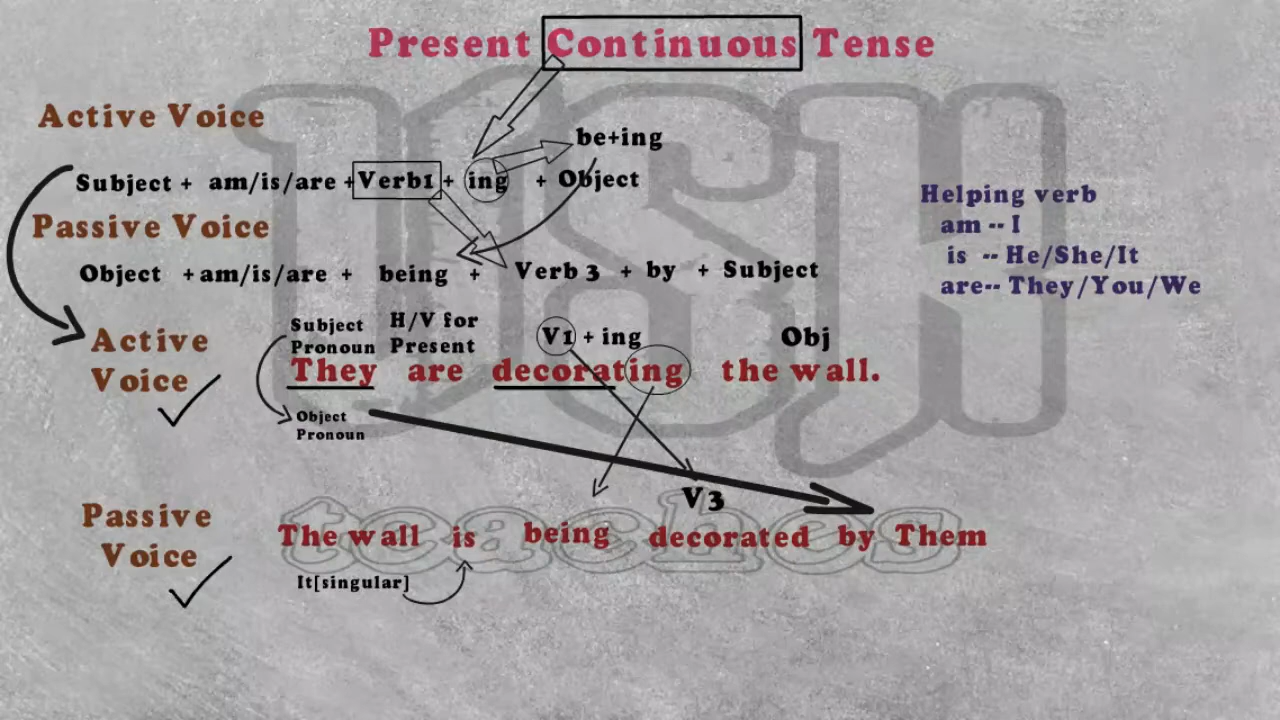 Present Continuous Tense
Active Voice
be+ing
Subject + am/is/are + Verb1 + ing + Object
Helping verb
am -- I
is -- He/She/It
are-- They/You/We
Passive Voice
Object + am/is/are + being + Verb 3 + by + Subject
Active
Voice
Subject
Pronoun
H/V for
Present
V1 + ing
Obj
They are decorating the wall.
Object
Pronoun
V3
Passive
Voice
The wall is being decorated by Them
It[singular]
USH
teaches